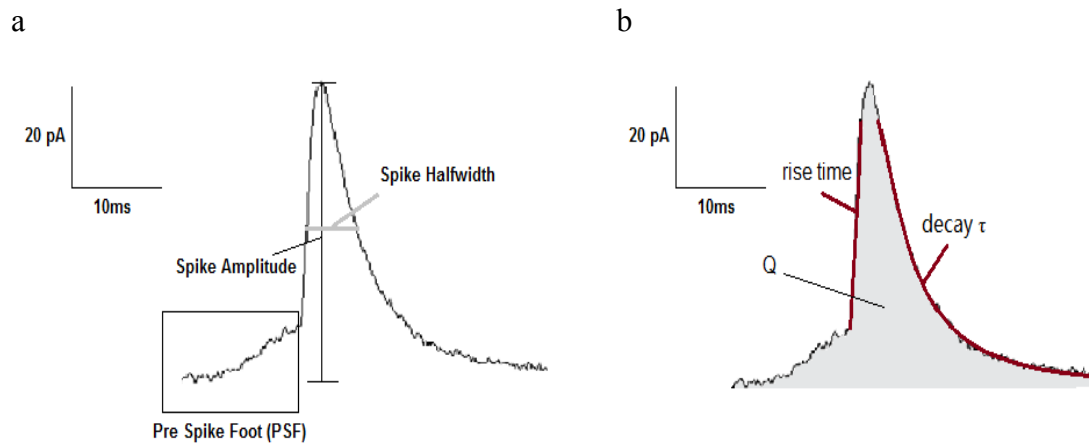 a
20 pA
10ms
Spike Halfwidth
Spike Amplitude
Pre Spike Foot (PSF)
b
20 pA
10ms
rise time
decay τ
Q